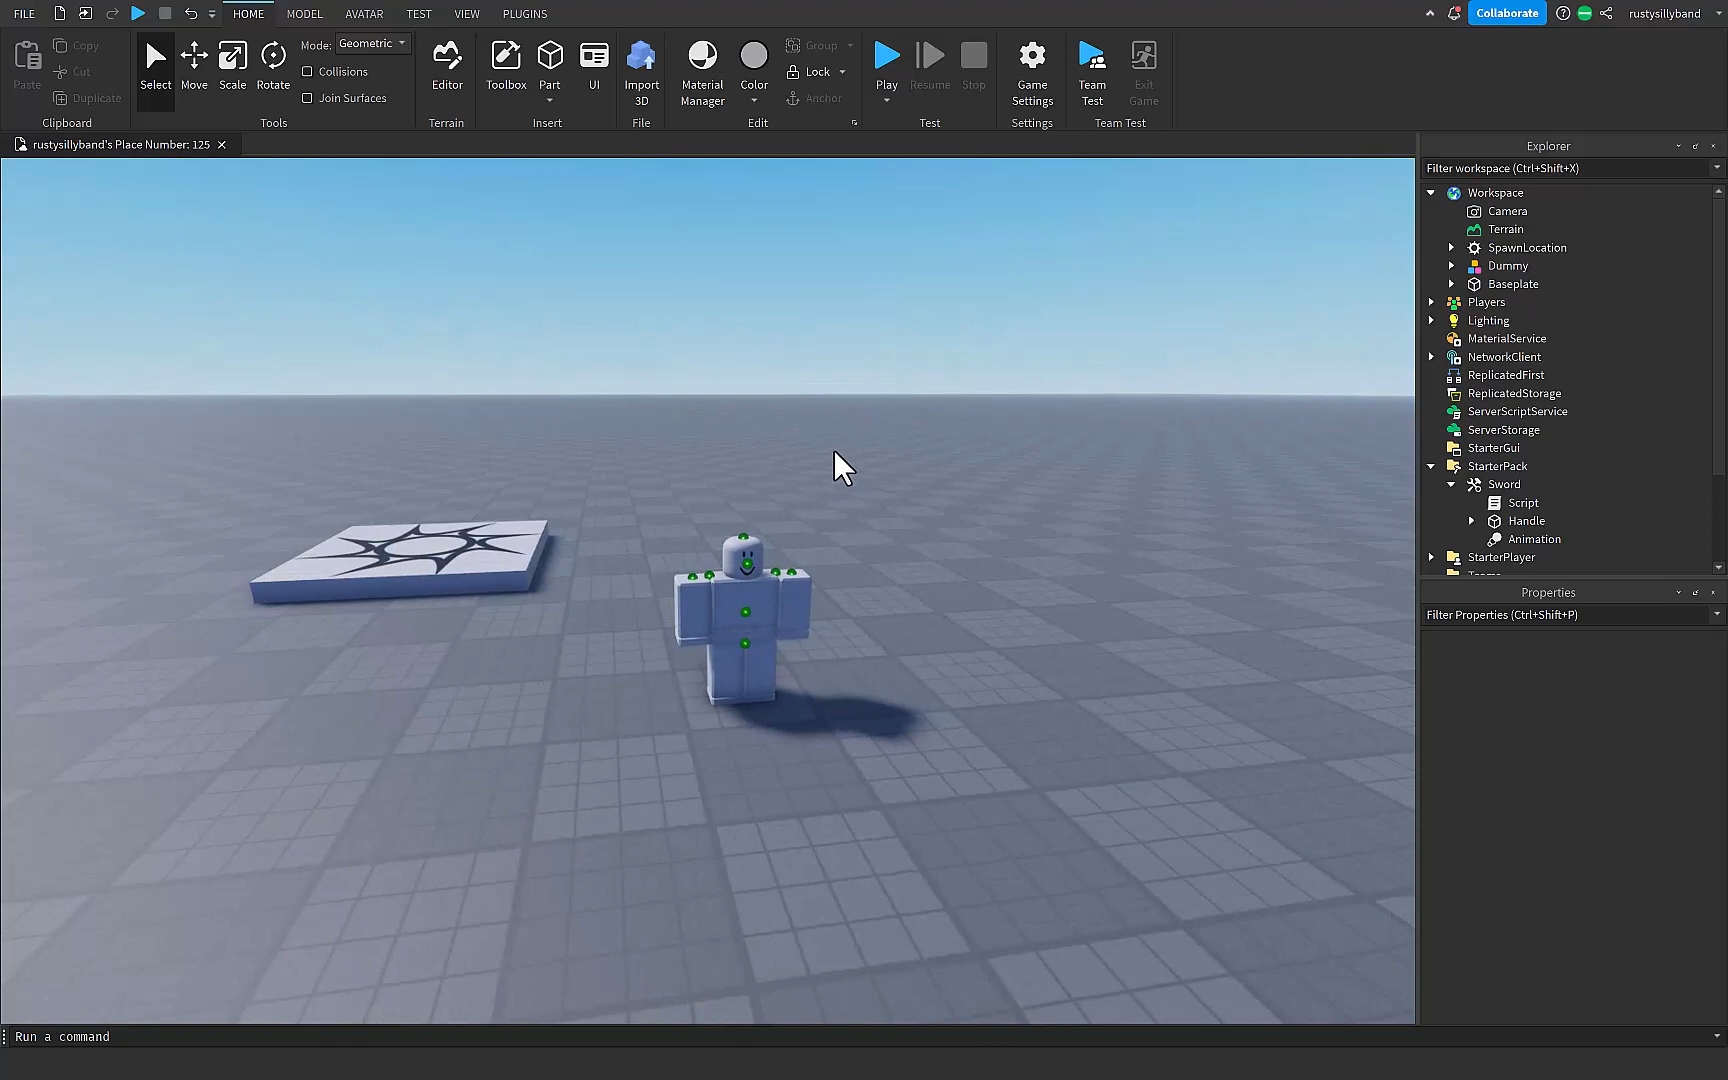 FILE HOME MODEL AVATAR TEST VIEW PLUGINS Collaborate rustysillyband
Paste
Copy
Cut
Duplicate
Clipboard
Select Move Scale Rotate
Mode: Geometric
Collisions
Join Surfaces
Tools
Editor
Terrain
Toolbox Part UI
Insert
Import
3D
File
Material
Manager
Color
Group
Lock
Anchor
Edit
Play Resume Stop
Test
Game
Settings
Settings
Team
Test
Exit
Game
Team Test
rustysillyband's Place Number: 125
Explorer
Filter workspace (Ctrl+Shift+X)
Workspace
Camera
Terrain
SpawnLocation
Dummy
Baseplate
Players
Lighting
MaterialService
NetworkClient
ReplicatedFirst
ReplicatedStorage
ServerScriptService
ServerStorage
StarterGui
StarterPack
Sword
Script
Handle
Animation
StarterPlayer
Properties
Filter Properties (Ctrl+Shift+P)
Run a command